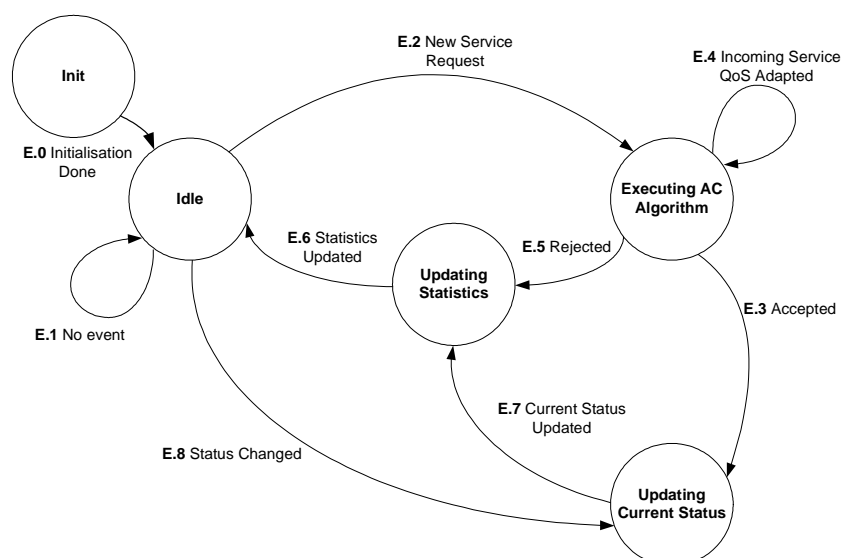 E.2 New Service
Request
E.4 Incoming Service
QoS Adapted
Init
E.0 Initialisation
Done
Idle
Executing AC
Algorithm
E.6 Statistics
Updated
E.5 Rejected
Updating
Statistics
E.3 Accepted
E.1 No event
E.7 Current Status
Updated
E.8 Status Changed
Updating
Current Status